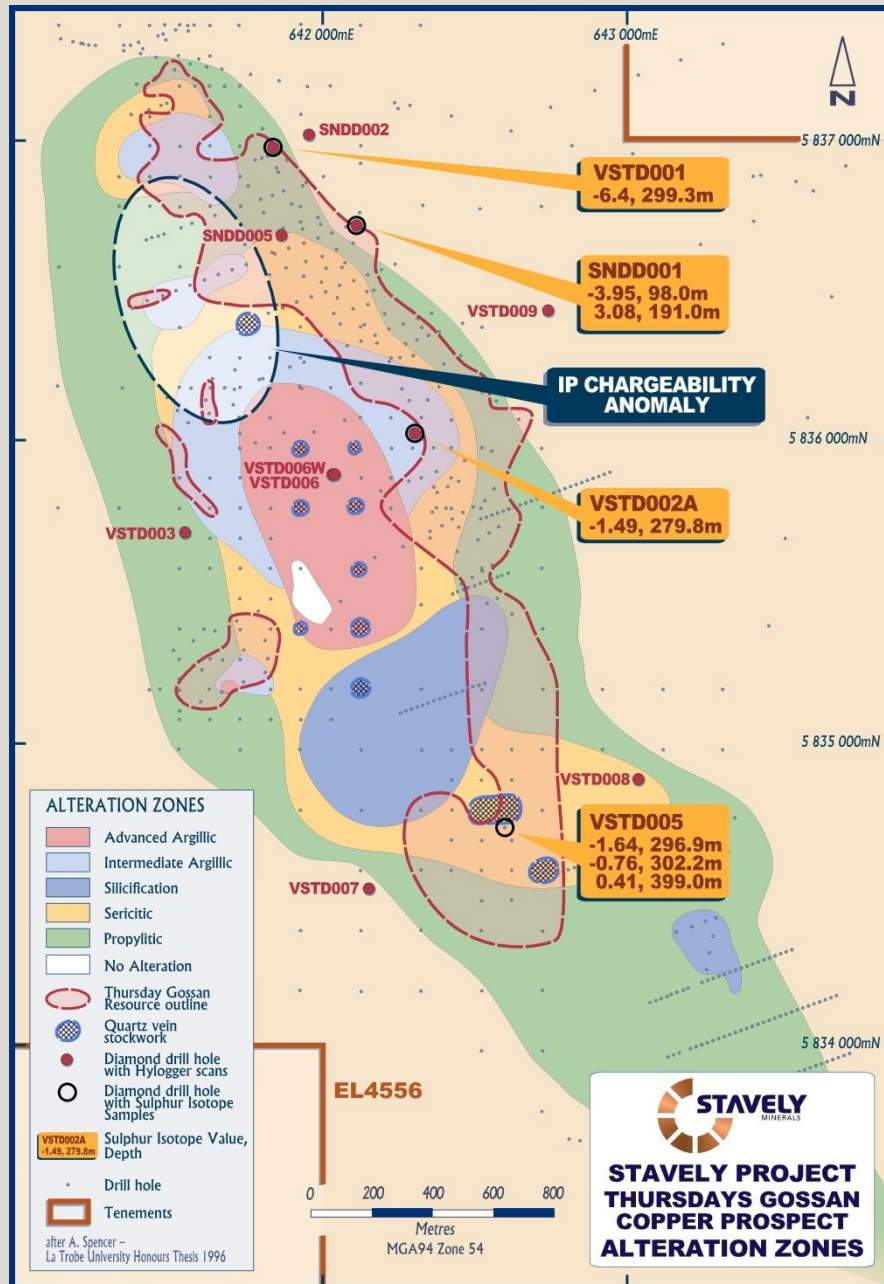 642 000mE
643 000mE
N
SNDD002
5 837 000mN
VSTD001
-6.4, 299.3m
SNDD005
SNDD001
-3.95, 98.0m
3.08, 191.0m
VSTD009
IP CHARGEABILITY
ANOMALY
5 836 000mN
VSTD006W
VSTD006
VSTD002A
-1.49, 279.8m
VSTD003
5 835 000mN
VSTD008
VSTD005
-1.64, 296.9m
-0.76, 302.2m
0.41, 399.0m
VSTD007
ALTERATION ZONES
Advanced Argillic
Intermediate Argillic
Silicification
Sericitic
Propylitic
No Alteration
Thursday Gossan
Resource outline
Quartz vein
stockwork
Diamond drill hole
with Hylogger scans
Diamond drill hole
with Sulphur Isotope
Samples
VSTD002A
-1.49, 279.8m
Sulphur Isotope Value,
Depth
Drill hole
Tenements
after A. Spencer –
La Trobe University Honours Thesis 1996
5 834 000mN
EL4556
0 200 400 600 800
Metres
MGA94 Zone 54
STAVELY
MINERALS
STAVELY PROJECT
THURSDAYS GOSSAN
COPPER PROSPECT
ALTERATION ZONES